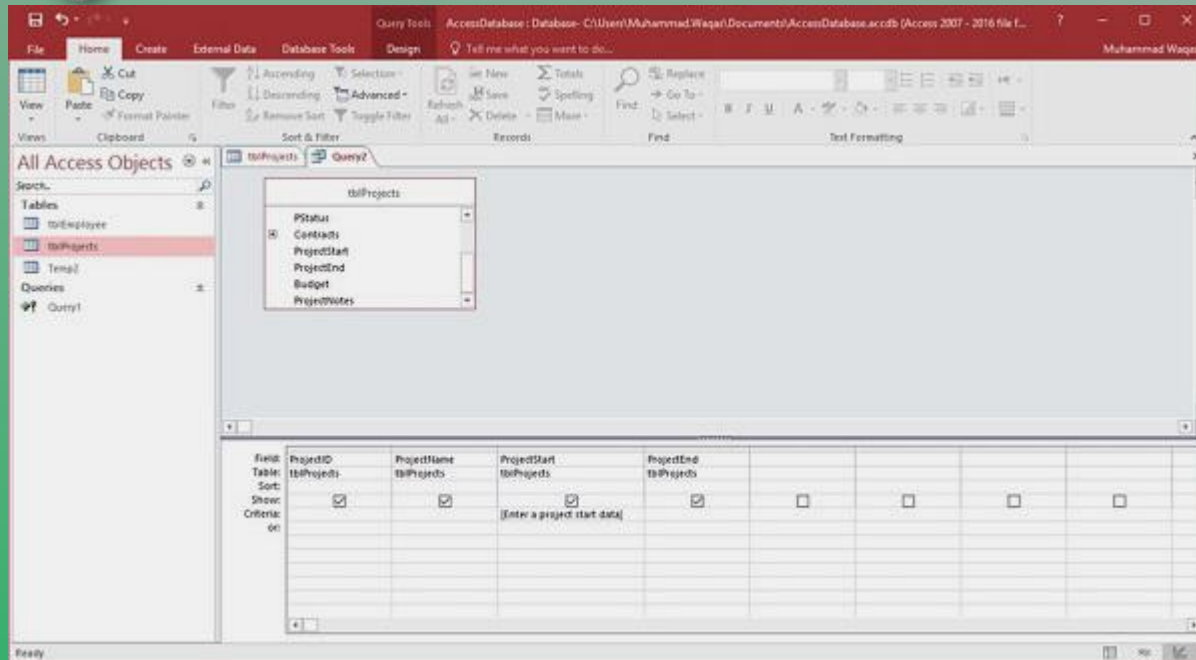 Query Tools AccessDatabase : Database- C:\Users\Muhammad.Waqar\Documents\AccessDatabase.accdb (Access 2007 - 2016 file f... ?
File Home Create External Data Database Tools Design Tell me what you want to do... Muhammad Waqar
View Paste Cut Copy Format Painter Filter Ascending Descending Remove Sort Selection Advanced Toggle Filter Refresh All New Save Delete Totals Spelling More Find Replace Go To Select B I U A
Views Clipboard Sort & Filter Records Find Text Formatting
All Access Objects
Search..
Tables
tblEmployee
tblProjects
Temp2
Queries
Query1
tblProjects Query2
tblProjects
PStatus
Contracts
ProjectStart
ProjectEnd
Budget
ProjectNotes
Field: ProjectID ProjectName ProjectStart ProjectEnd
Table: tblProjects tblProjects tblProjects tblProjects
Sort:
Show:
Criteria: [Enter a project start data]
or:
Ready